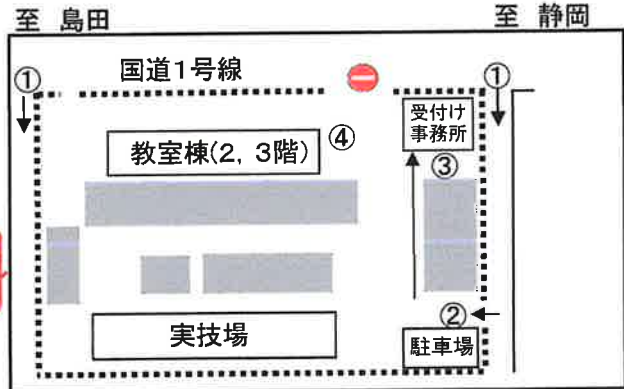 至 島田
至 静岡
国道1号線
①
①
受付け
事務所
教室棟(2, 3階)
④
③
②
実技場
駐車場